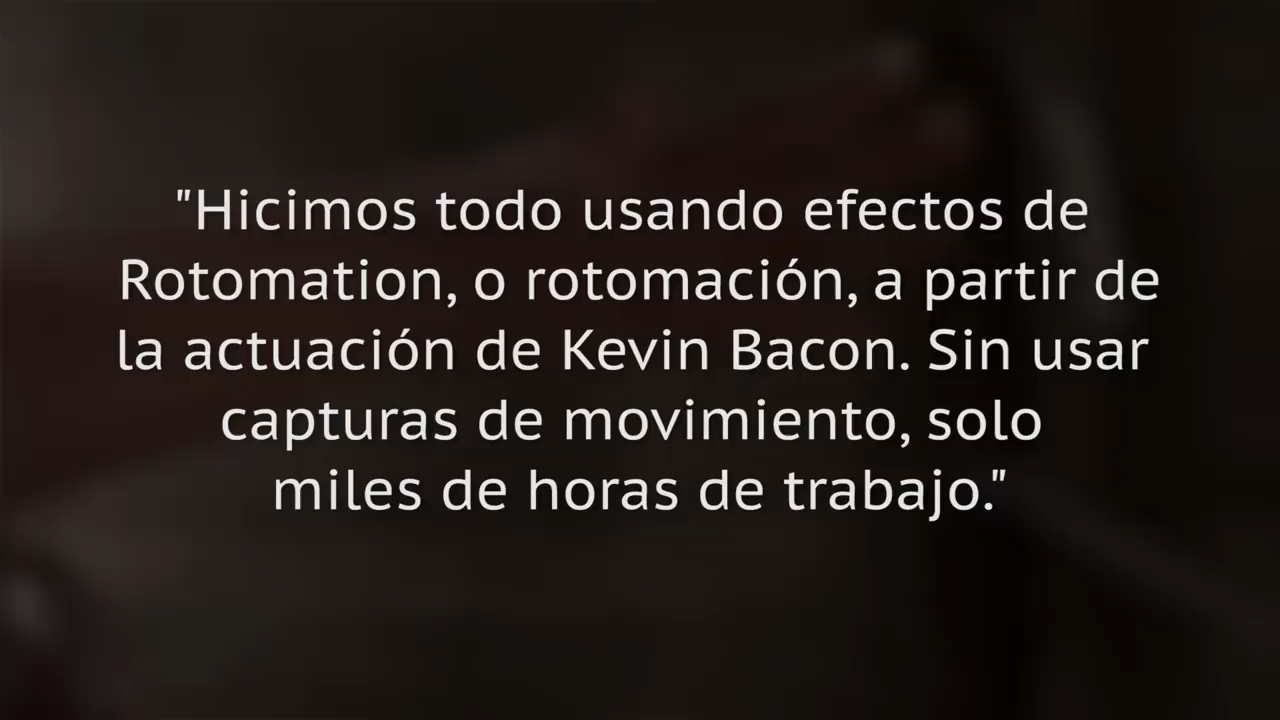 "Hicimos todo usando efectos de
Rotomation, o rotomación, a partir de
la actuación de Kevin Bacon. Sin usar
capturas de movimiento, solo
miles de horas de trabajo."